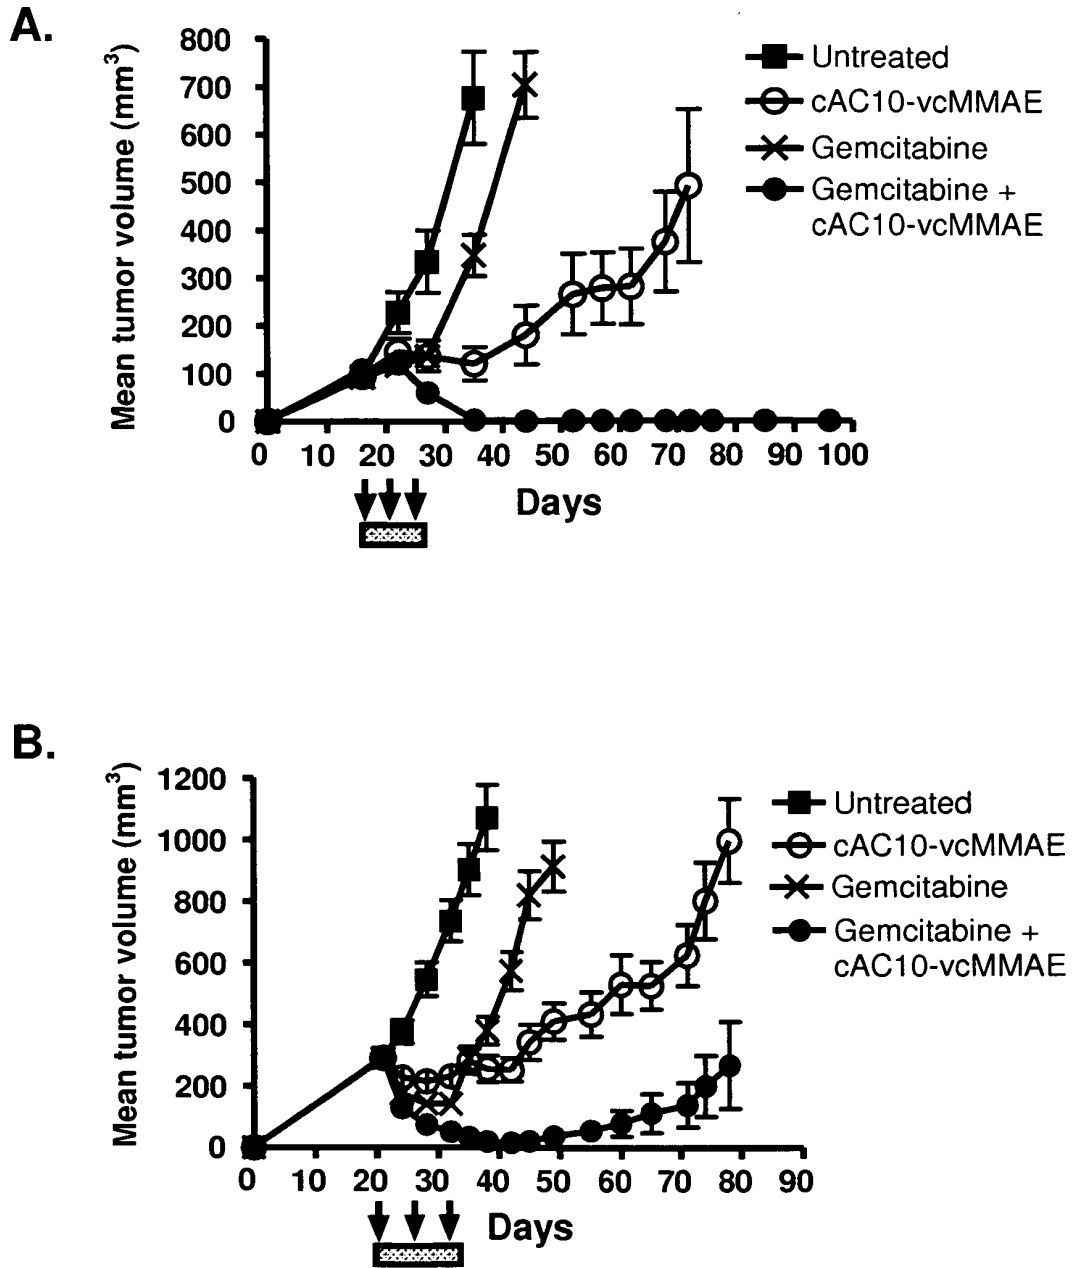 A.
Mean tumor volume (mm³)
800
700
600
500
400
300
200
100
0
0 10 20 30 40 50 60 70 80 90 100
Days
Untreated
cAC10-vcMMAE
Gemcitabine
Gemcitabine +
cAC10-vcMMAE
B.
Mean tumor volume (mm³)
1200
1000
800
600
400
200
0
0 10 20 30 40 50 60 70 80 90
Days
Untreated
cAC10-vcMMAE
Gemcitabine
Gemcitabine +
cAC10-vcMMAE